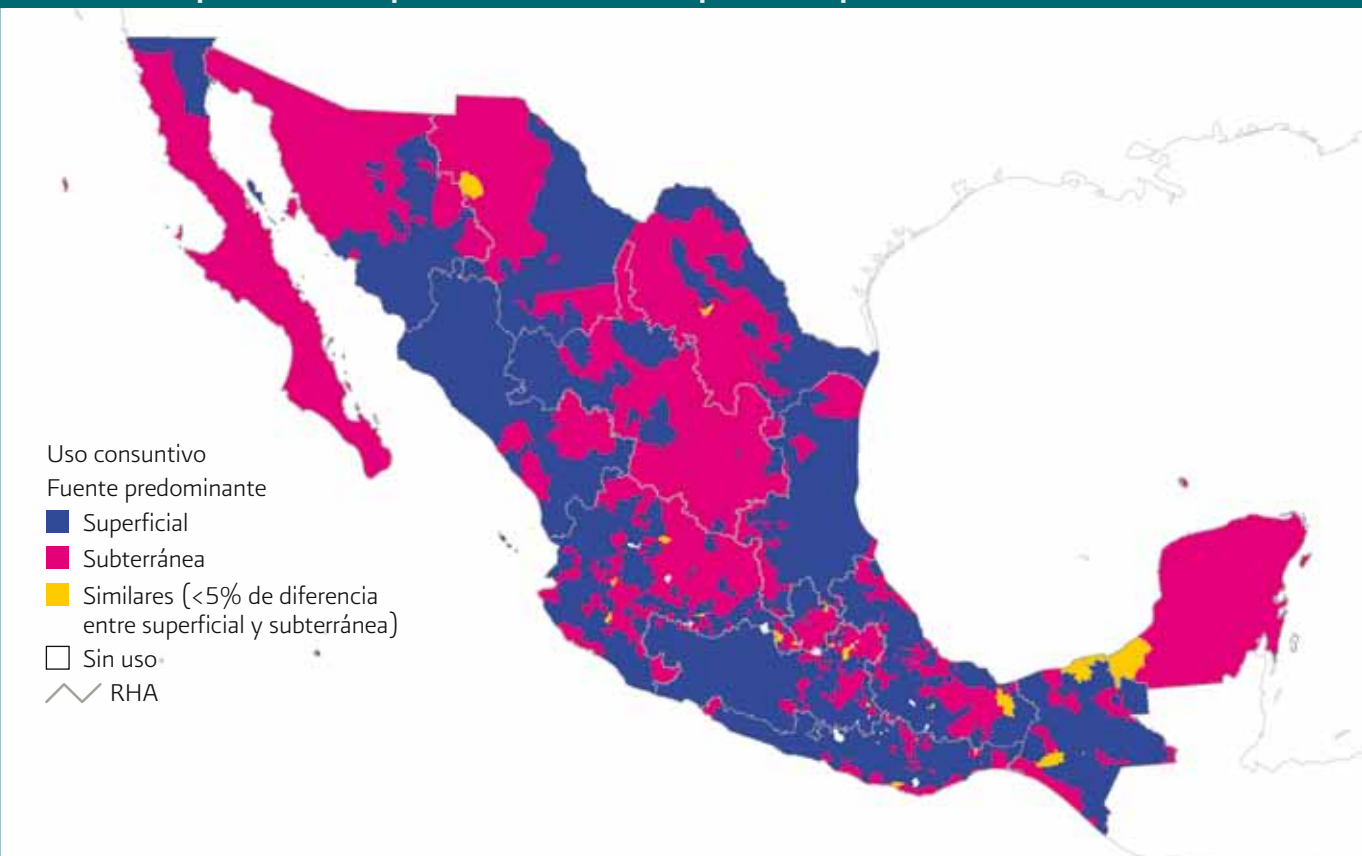 Uso consuntivo
Fuente predominante
Superficial
Subterránea
Similares (<5% de diferencia
entre superficial y subterránea)
Sin uso
RHA